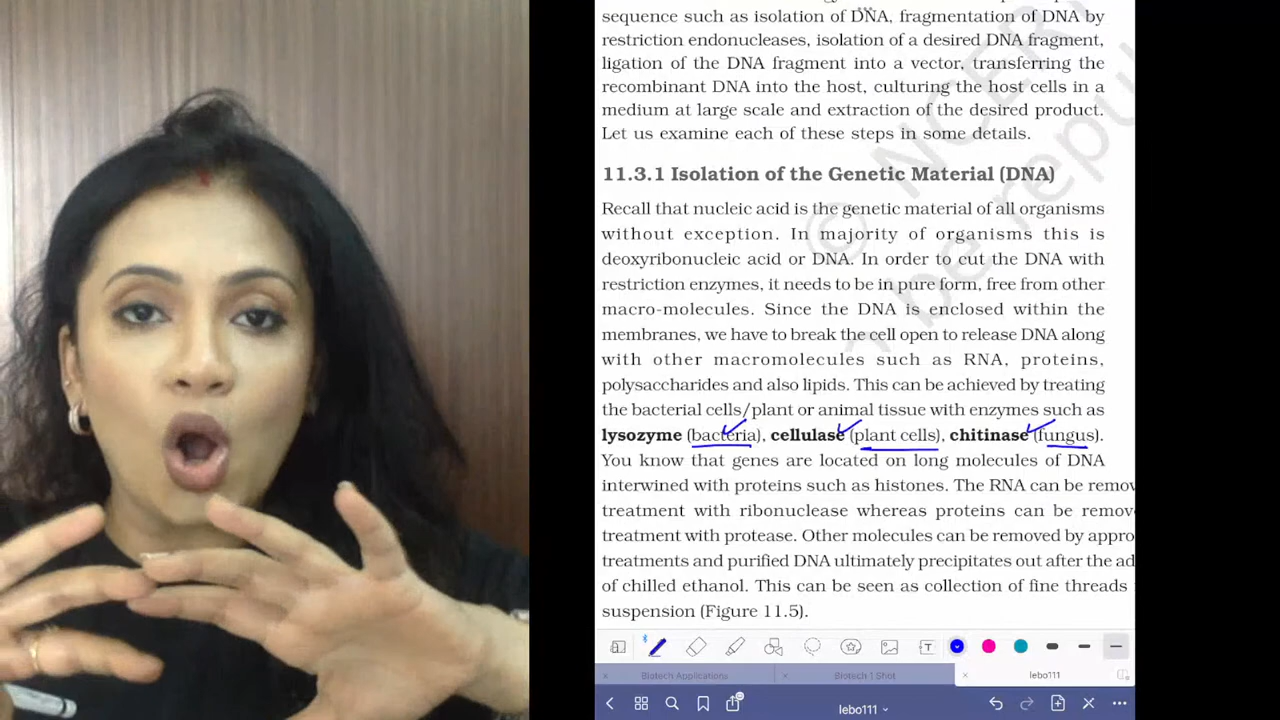 sequence such as isolation of DNA, fragmentation of DNA by
restriction endonucleases, isolation of a desired DNA fragment,
ligation of the DNA fragment into a vector, transferring the
recombinant DNA into the host, culturing the host cells in a
medium at large scale and extraction of the desired product.
Let us examine each of these steps in some details.
11.3.1 Isolation of the Genetic Material (DNA)
Recall that nucleic acid is the genetic material of all organisms
without exception. In majority of organisms this is
deoxyribonucleic acid or DNA. In order to cut the DNA with
restriction enzymes, it needs to be in pure form, free from other
macro-molecules. Since the DNA is enclosed within the
membranes, we have to break the cell open to release DNA along
with other macromolecules such as RNA, proteins,
polysaccharides and also lipids. This can be achieved by treating
the bacterial cells/plant or animal tissue with enzymes such as
lysozyme (bacteria), cellulase (plant cells), chitinase (fungus).
You know that genes are located on long molecules of DNA
interwined with proteins such as histones. The RNA can be remov
treatment with ribonuclease whereas proteins can be remove
treatment with protease. Other molecules can be removed by appro
treatments and purified DNA ultimately precipitates out after the ad
of chilled ethanol. This can be seen as collection of fine threads
suspension (Figure 11.5).
© NCER
be repu
T
Biotech Applications
Biotech 1 Shot
lebo111
lebo111